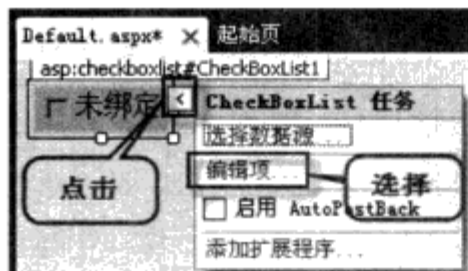 Default.aspx* × 起始页
asp:checkboxlist#CheckBoxList1
未绑定
CheckBoxList 任务
选择数据源...
编辑项...
点击
选择
启用 AutoPostBack
添加扩展程序...